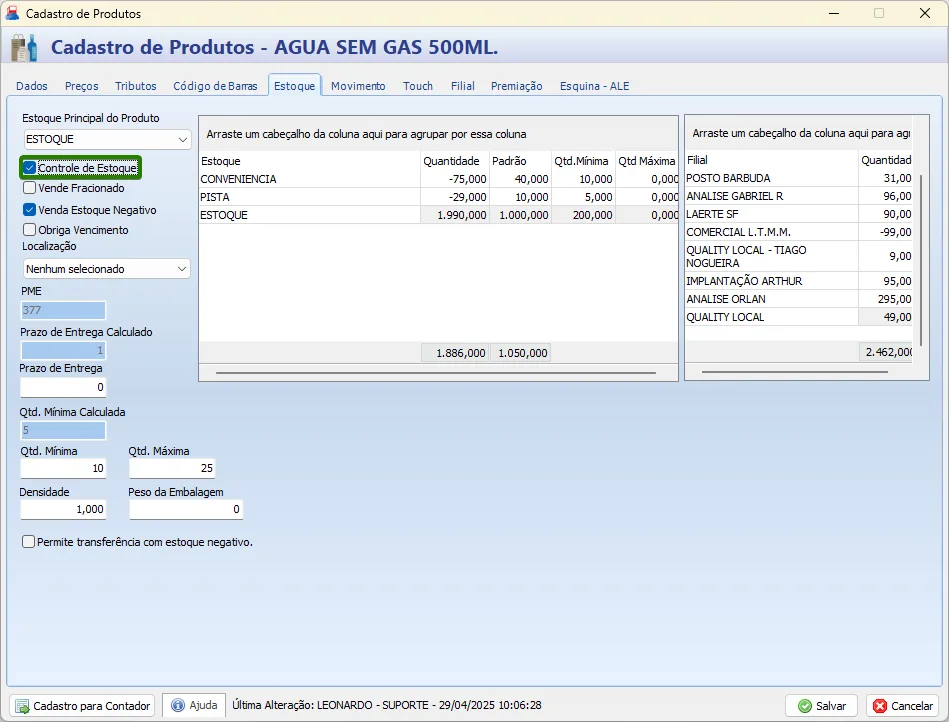 Cadastro de Produtos
Cadastro de Produtos - AGUA SEM GAS 500ML.
Dados Preços Tributos Código de Barras Estoque Movimento Touch Filial Premiação Esquina - ALE
Estoque Principal do Produto
ESTOQUE
Controle de Estoque
Vende Fracionado
Venda Estoque Negativo
Obriga Vencimento
Localização
Nenhum selecionado
PME
377
Prazo de Entrega Calculado
1
Prazo de Entrega
0
Qtd. Mínima Calculada
5
Qtd. Mínima Qtd. Máxima
10 25
Densidade Peso da Embalagem
1,000 0
Permite transferência com estoque negativo.
Arraste um cabeçalho da coluna aqui para agrupar por essa coluna
Estoque Quantidade Padrão Qtd.Mínima Qtd Máxima
CONVENIENCIA -75,000 40,000 10,000 0,000
PISTA -29,000 10,000 5,000 0,000
ESTOQUE 1.990,000 1.000,000 200,000 0,000
1.886,000 1.050,000
Arraste um cabeçalho da coluna aqui para agru
Filial Quantidad
POSTO BARBUDA 31,00
ANALISE GABRIEL R 96,00
LAERTE SF 90,00
COMERCIAL L.T.M.M. -99,00
QUALITY LOCAL - TIAGO
NOGUEIRA 9,00
IMPLANTAÇÃO ARTHUR 95,00
ANALISE ORLAN 295,00
QUALITY LOCAL 49,00
2.462,000
Cadastro para Contador Ajuda Última Alteração: LEONARDO - SUPORTE - 29/04/2025 10:06:28 Salvar Cancelar